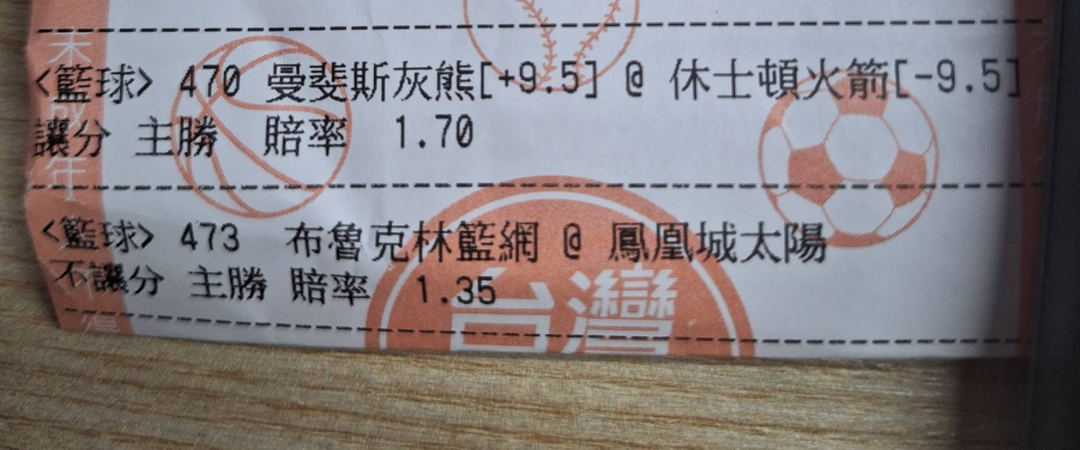 <籃球> 470 曼斐斯灰熊[+9.5] @ 休士頓火箭[-9.5]
讓分 主勝 賠率 1.70
<籃球> 473 布魯克林籃網 @ 鳳凰城太陽
不讓分 主勝 賠率 1.35
台灣
未
年